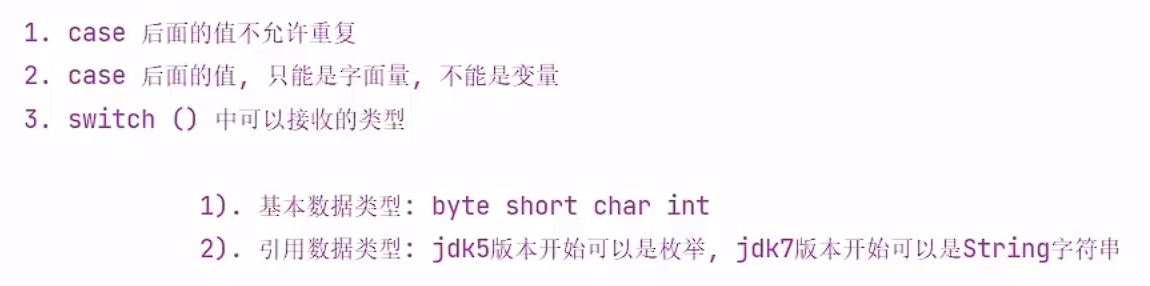 1. case 后面的值不允许重复
2. case 后面的值, 只能是字面量, 不能是变量
3. switch () 中可以接收的类型
1). 基本数据类型: byte short char int
2). 引用数据类型: jdk5版本开始可以是枚举, jdk7版本开始可以是String字符串